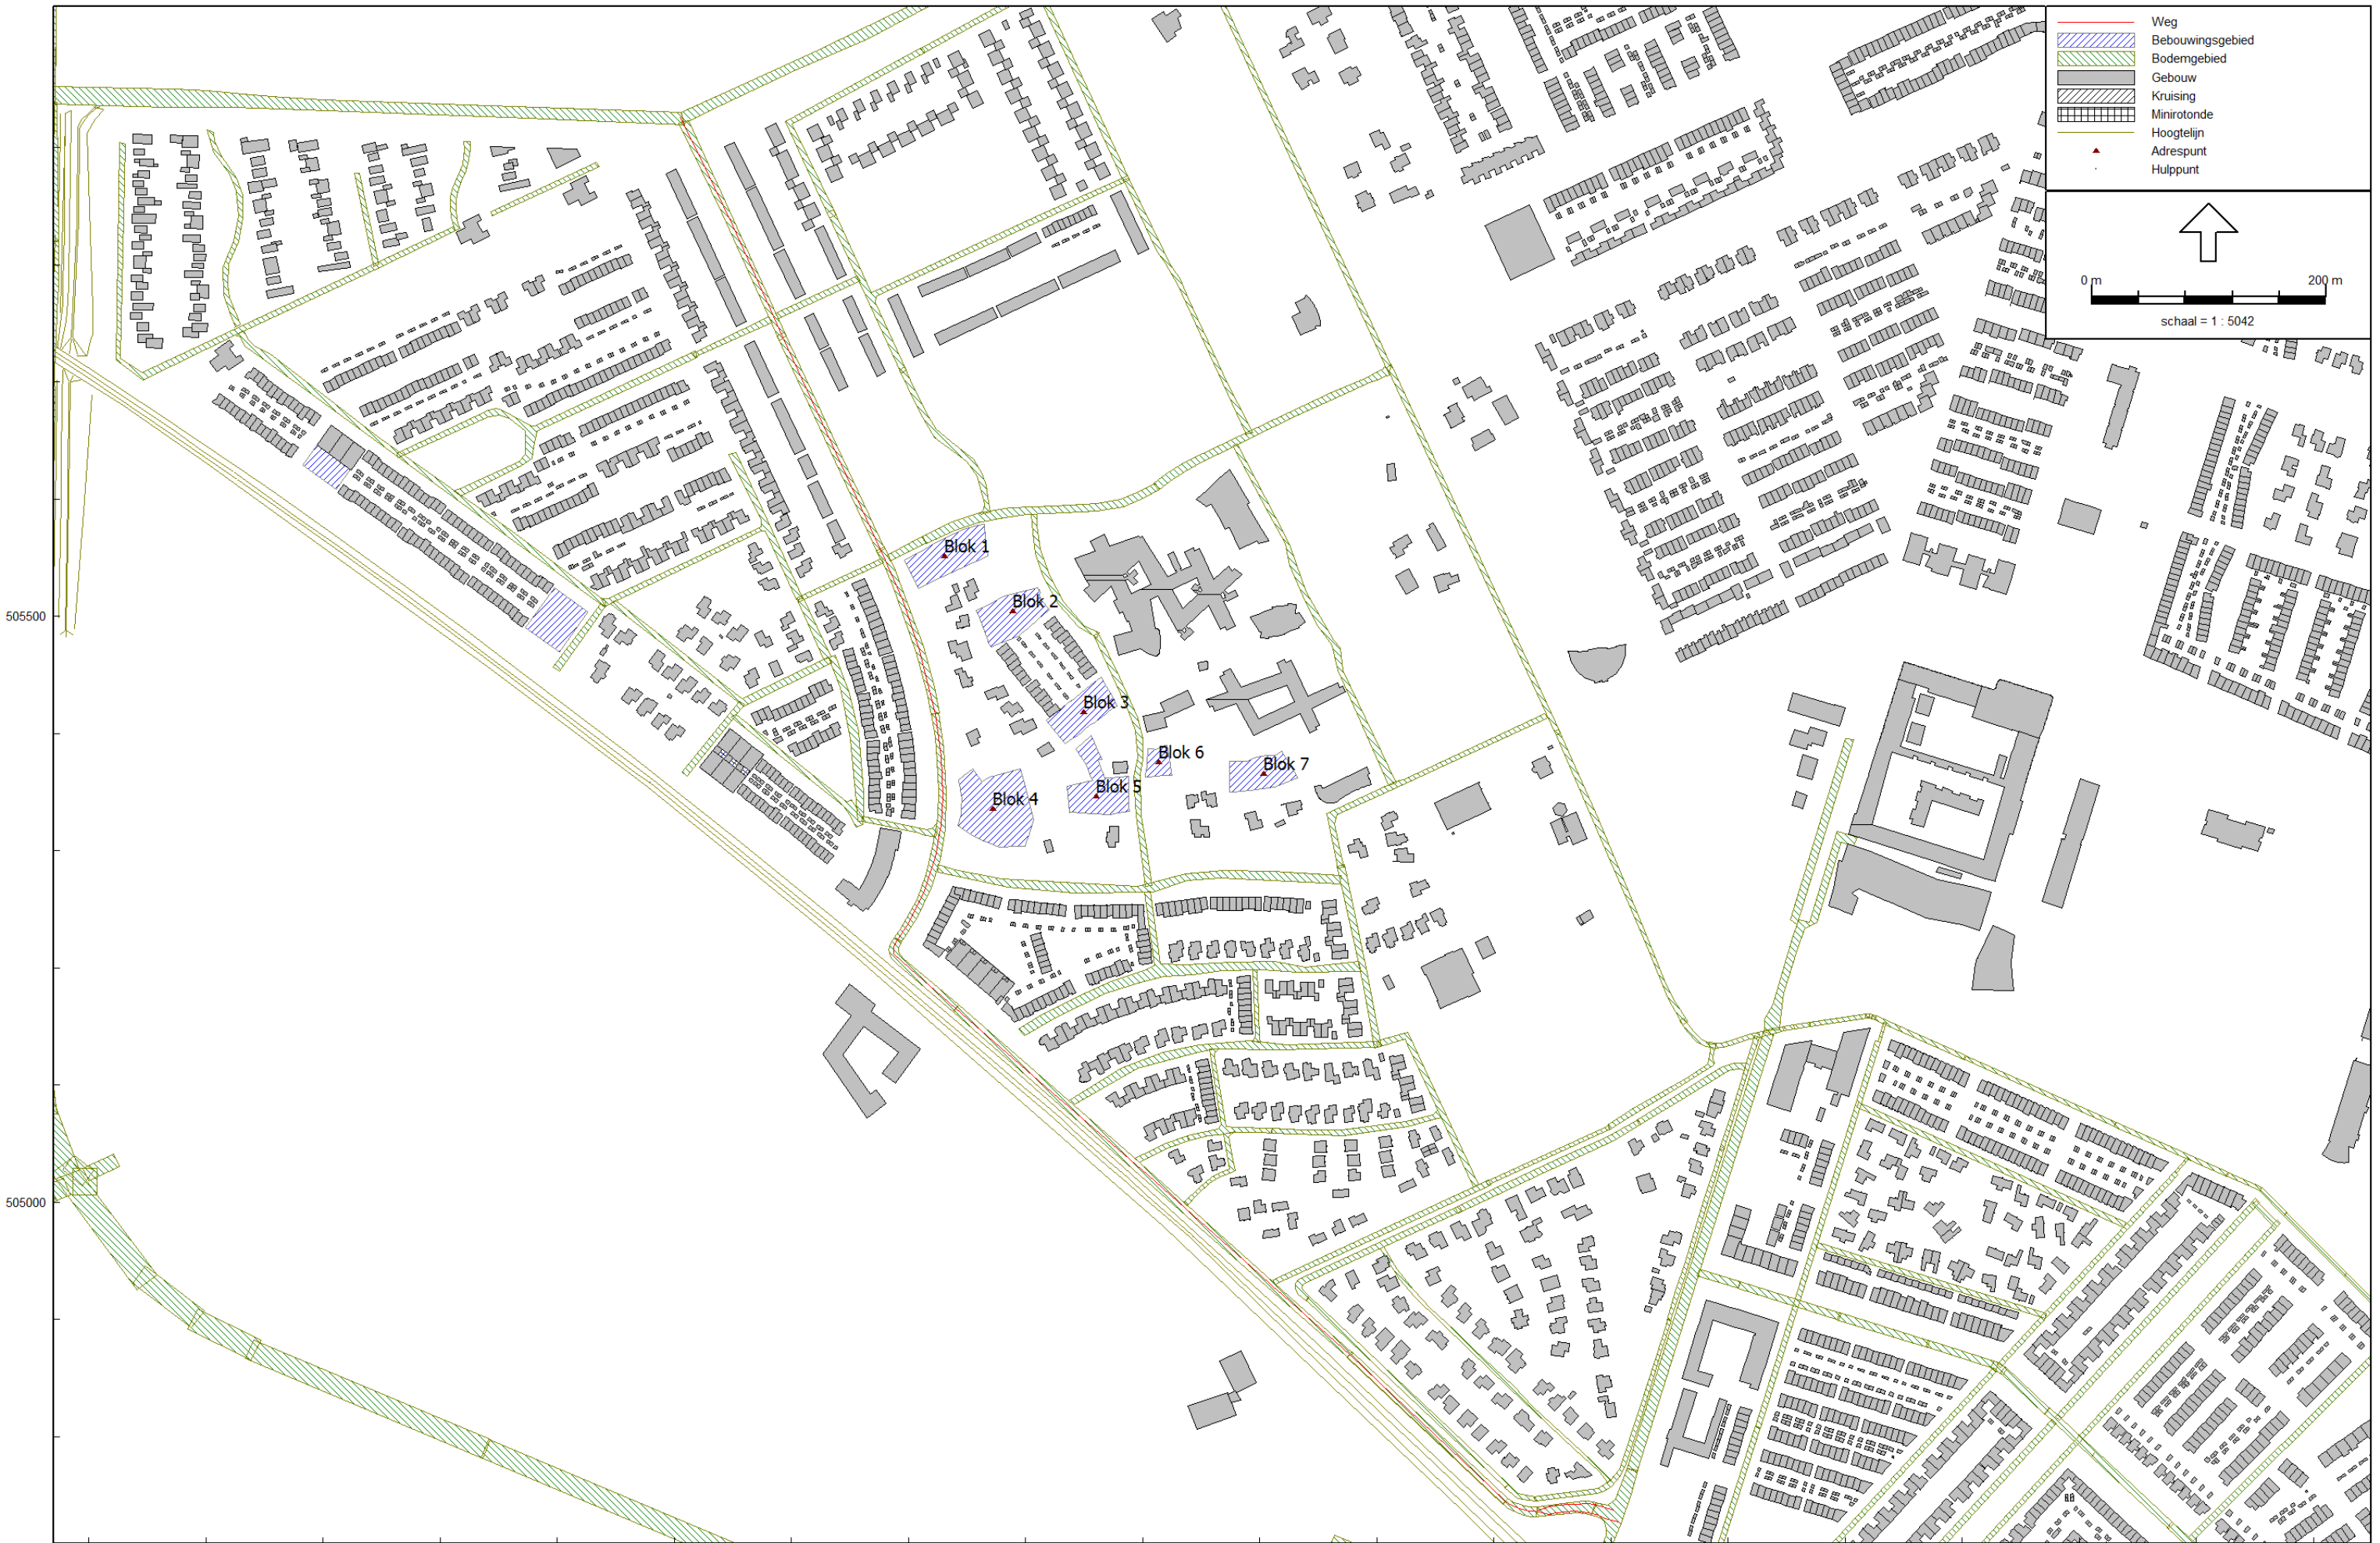 Weg
Bebouwingsgebied
Bodemgebied
Gebouw
Kruising
Minirotonde
Hoogtelijn
Adrespunt
Hulppunt
0 m 200 m
schaal = 1 : 5042
Blok 1
Blok 2
505500
Blok 3
Blok 6
Blok 7
Blok 5
Blok 4
505000